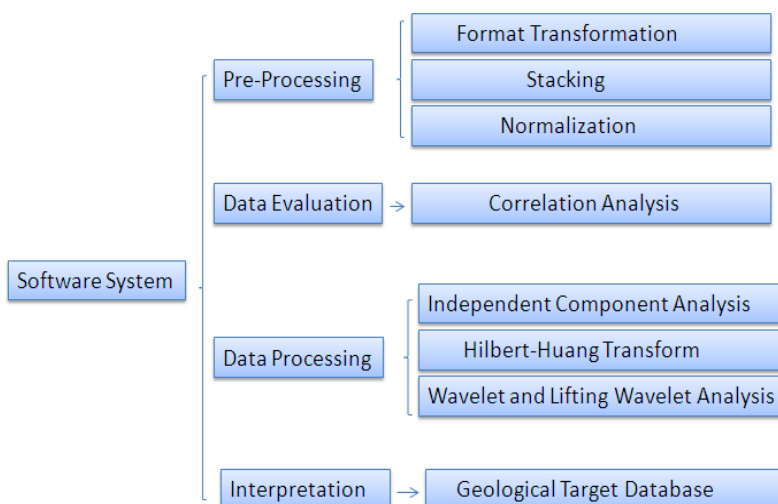 Software System
Pre-Processing
Format Transformation
Stacking
Normalization
Data Evaluation
Correlation Analysis
Data Processing
Independent Component Analysis
Hilbert-Huang Transform
Wavelet and Lifting Wavelet Analysis
Interpretation
Geological Target Database